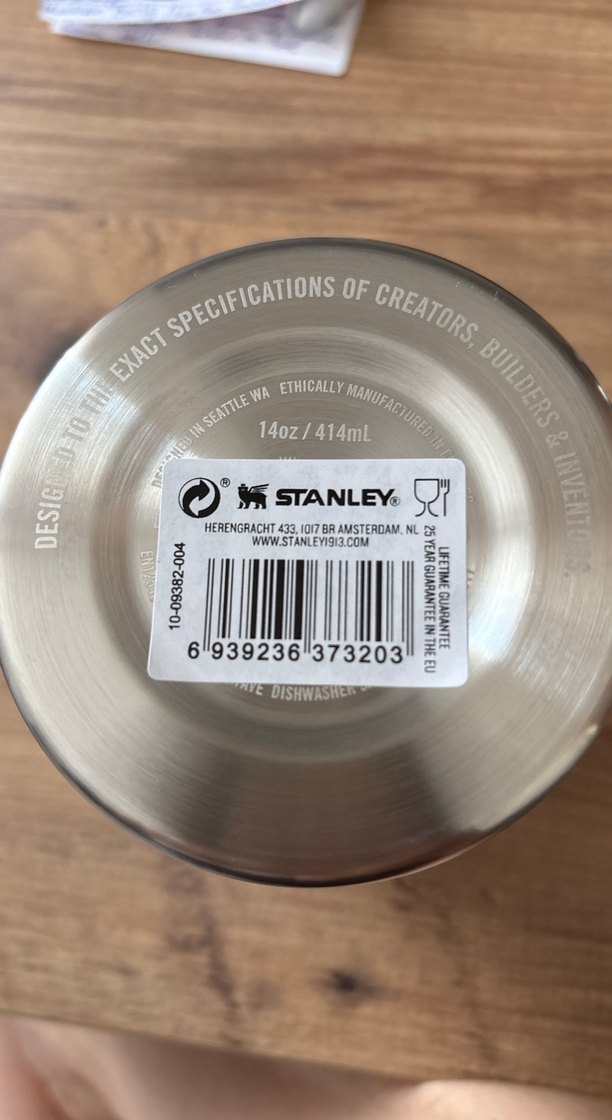 DESIGNED TO THE EXACT SPECIFICATIONS OF CREATORS, BUILDERS & INVENTORS.
DESIGNED IN SEATTLE WA ETHICALLY MANUFACTURED IN
14oz / 414mL
® STANLEY®
HERENGRACHT 433, 1017 BR AMSTERDAM, NL
WWW.STANLEY1913.COM
10-09382-004
6 939236 373203
LIFETIME GUARANTEE
25 YEAR GUARANTEE IN THE EU
DISHWASHER